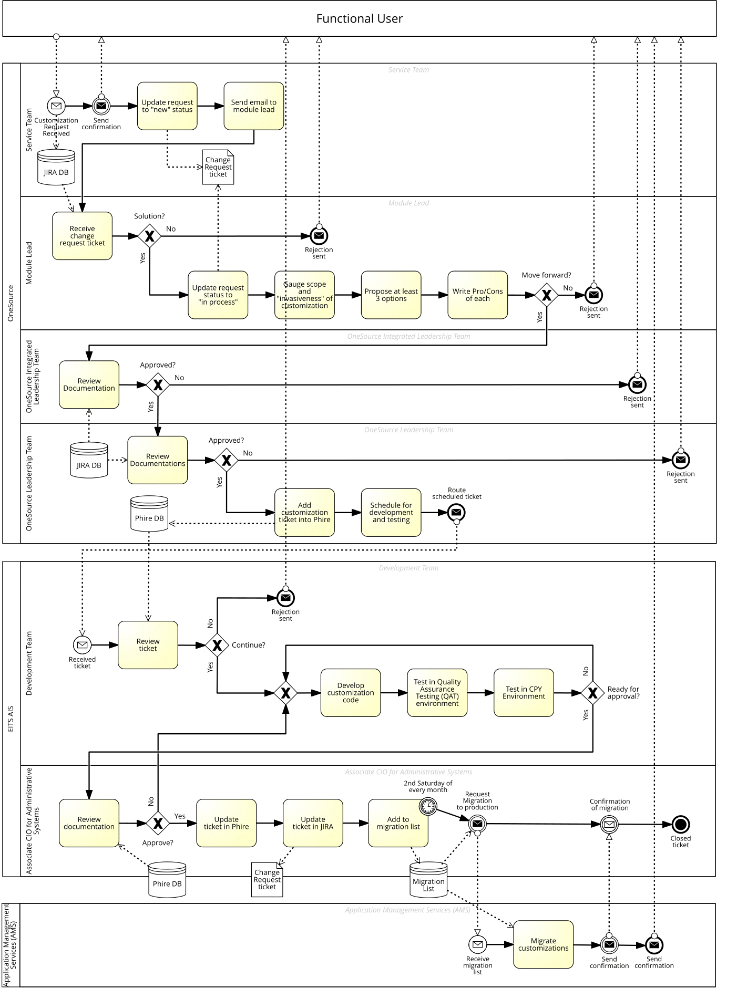 Functional User
OneSource
Service Team
Service Team
Customization
Request
Received
Send
confirmation
Update request
to "new" status
Send email to
module lead
JIRA DB
Change
Request
ticket
Module Lead
Module Lead
Receive
change
request ticket
Solution?
No
Yes
Rejection
sent
Update request
status to
"in process"
Gauge scope
and
"invasiveness" of
customization
Propose at least
3 options
Write Pro/Cons
of each
Move forward?
No
Yes
Rejection
sent
OneSource Integrated
Leadership Team
OneSource Integrated Leadership Team
Review
Documentation
Approved?
No
Yes
Rejection
sent
OneSource Leadership Team
OneSource Leadership Team
JIRA DB
Review
Documentations
Approved?
No
Yes
Rejection
sent
Phire DB
Add
customization
ticket into Phire
Schedule for
development
and testing
Route
scheduled ticket
EITS AIS
Development Team
Development Team
Received
ticket
Review
ticket
Continue?
No
Yes
Rejection
sent
Develop
customization
code
Test in Quality
Assurance
Testing (QAT)
environment
Test in CPY
Environment
Ready for
approval?
No
Yes
Associate CIO for Administrative
Systems
Associate CIO for Administrative Systems
Review
documentation
Approve?
No
Yes
Update
ticket in Phire
Update
ticket in JIRA
Add to
migration list
2nd Saturday of
every month
Request
Migration
to production
Confirmation
of migration
Closed
ticket
Phire DB
Change
Request
ticket
Migration
List
Application Management
Services (AMS)
Application Management Services (AMS)
Receive
migration
list
Migrate
customizations
Send
confirmation
Send
confirmation